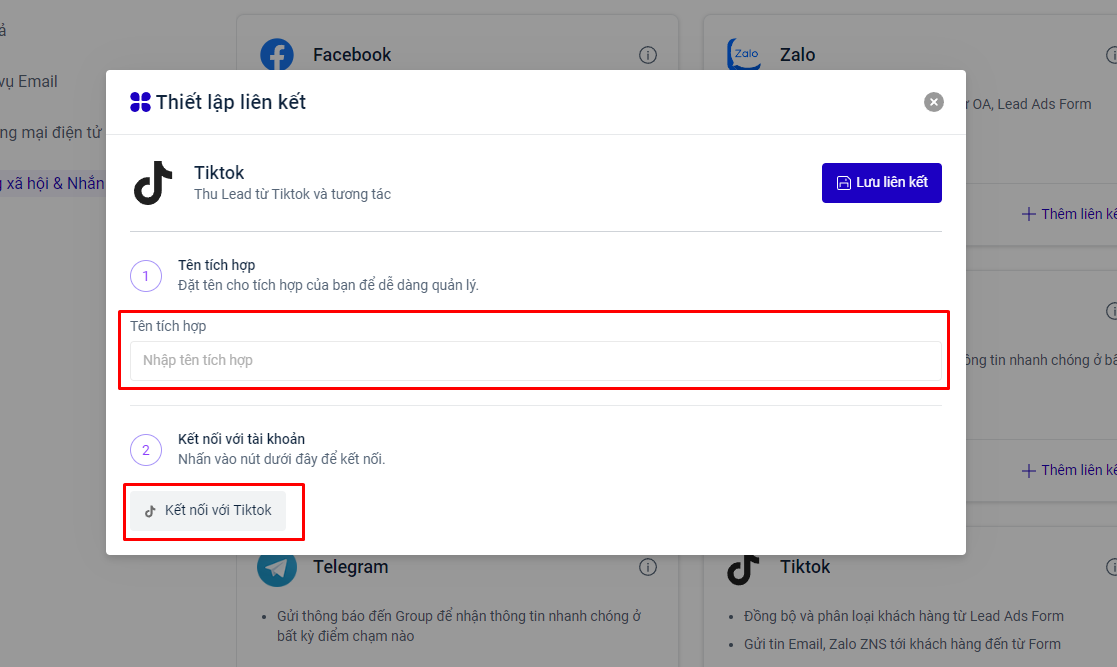 Facebook
Zalo
Zalo
vụ Email
OA, Lead Ads Form
ng mại điện tử
xã hội & Nhắn
Thêm liên
Thiết lập liên kết
Tiktok
Thu Lead từ Tiktok và tương tác
Lưu liên kết
1
Tên tích hợp
Đặt tên cho tích hợp của bạn để dễ dàng quản lý.
Tên tích hợp
Nhập tên tích hợp
2
Kết nối với tài khoản
Nhấn vào nút dưới đây để kết nối.
Kết nối với Tiktok
ông tin nhanh chóng ở
Thêm liên
Telegram
Gửi thông báo đến Group để nhận thông tin nhanh chóng ở
bất kỳ điểm chạm nào
Tiktok
Đồng bộ và phân loại khách hàng từ Lead Ads Form
Gửi tin Email, Zalo ZNS tới khách hàng đến từ Form